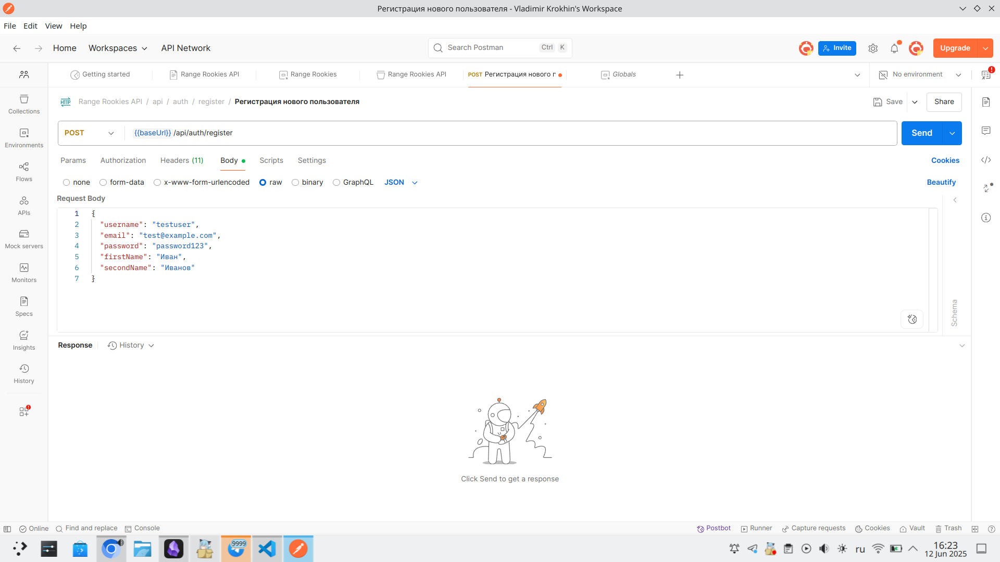 Регистрация нового пользователя - Vladimir Krokhin's Workspace
File Edit View Help
Home Workspaces API Network
Search Postman Ctrl K
Invite
Upgrade
Getting started
Range Rookies API
Range Rookies
Range Rookies API
POST Регистрация нового г
Globals
No environment
Range Rookies API / api / auth / register / Регистрация нового пользователя
Save
Share
POST
{{baseUrl}} /api/auth/register
Send
Params Authorization Headers (11) Body Scripts Settings
Cookies
none form-data x-www-form-urlencoded raw binary GraphQL JSON
Beautify
Request Body
1 {
2 "username": "testuser",
3 "email": "test@example.com",
4 "password": "password123",
5 "firstName": "Иван",
6 "secondName": "Иванов"
7 }
Schema
Response History
Click Send to get a response
Collections
Environments
Flows
APIs
Mock servers
Monitors
Specs
Insights
History
Online Find and replace Console
Postbot Runner Capture requests Cookies Vault Trash
9999
ru
16:23
12 Jun 2025